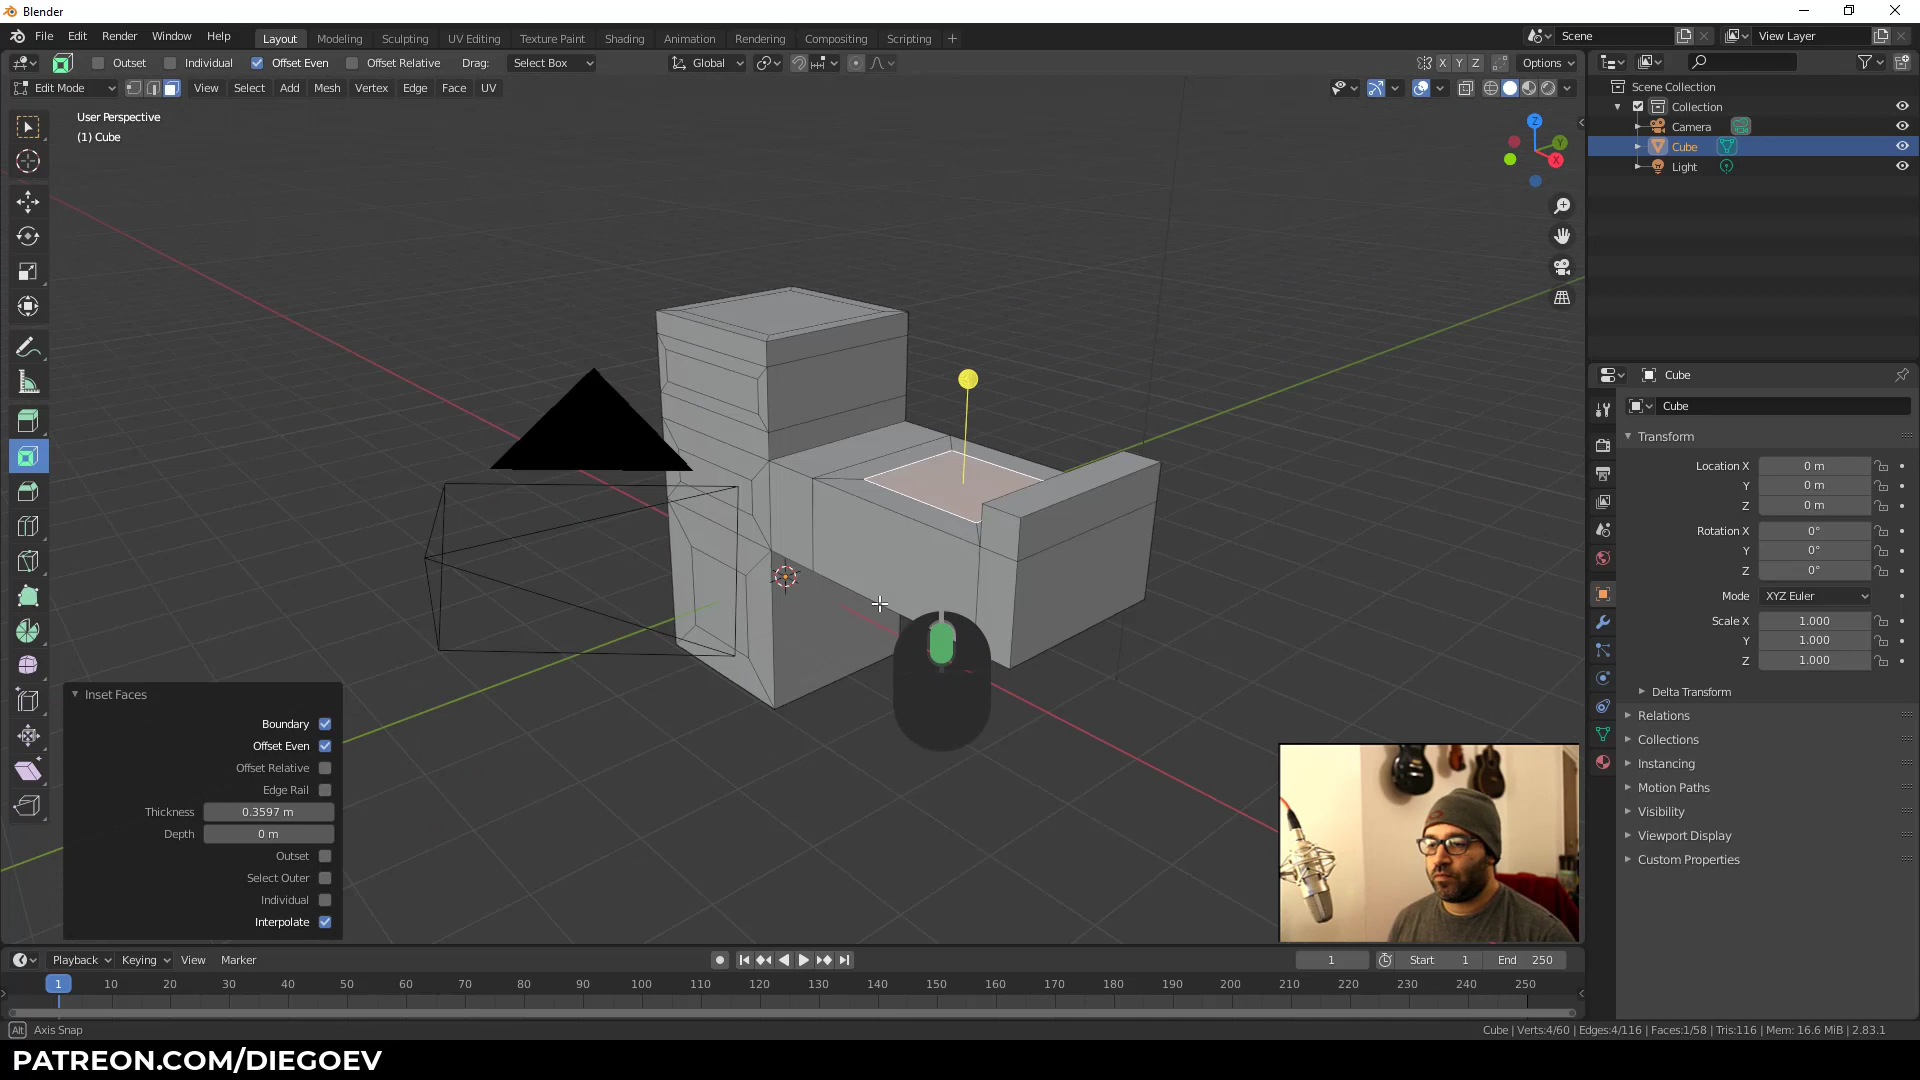 Blender
File Edit Render Window Help
Layout Modeling Sculpting UV Editing Texture Paint Shading Animation Rendering Compositing Scripting +
Scene
View Layer
Outset Individual Offset Even Offset Relative Drag: Select Box
Global
X Y Z Options
Edit Mode View Select Add Mesh Vertex Edge Face UV
User Perspective
(1) Cube
Z
Y
X
Scene Collection
Collection
Camera
Cube
Light
Cube
Cube
Transform
Location X 0 m
Y 0 m
Z 0 m
Rotation X 0°
Y 0°
Z 0°
Mode XYZ Euler
Scale X 1.000
Y 1.000
Z 1.000
Delta Transform
Relations
Collections
Instancing
Motion Paths
Visibility
Viewport Display
Custom Properties
Inset Faces
Boundary
Offset Even
Offset Relative
Edge Rail
Thickness 0.3597 m
Depth 0 m
Outset
Select Outer
Individual
Interpolate
Playback Keying View Marker
1 Start 1 End 250
1 10 20 30 40 50 60 70 80 90 100 110 120 130 140 150 160 170 180 190 200 210 220 230 240 250
Alt Axis Snap
Cube | Verts:4/60 | Edges:4/116 | Faces:1/58 | Tris:116 | Mem: 16.6 MiB | 2.83.1
PATREON.COM/DIEGOEV